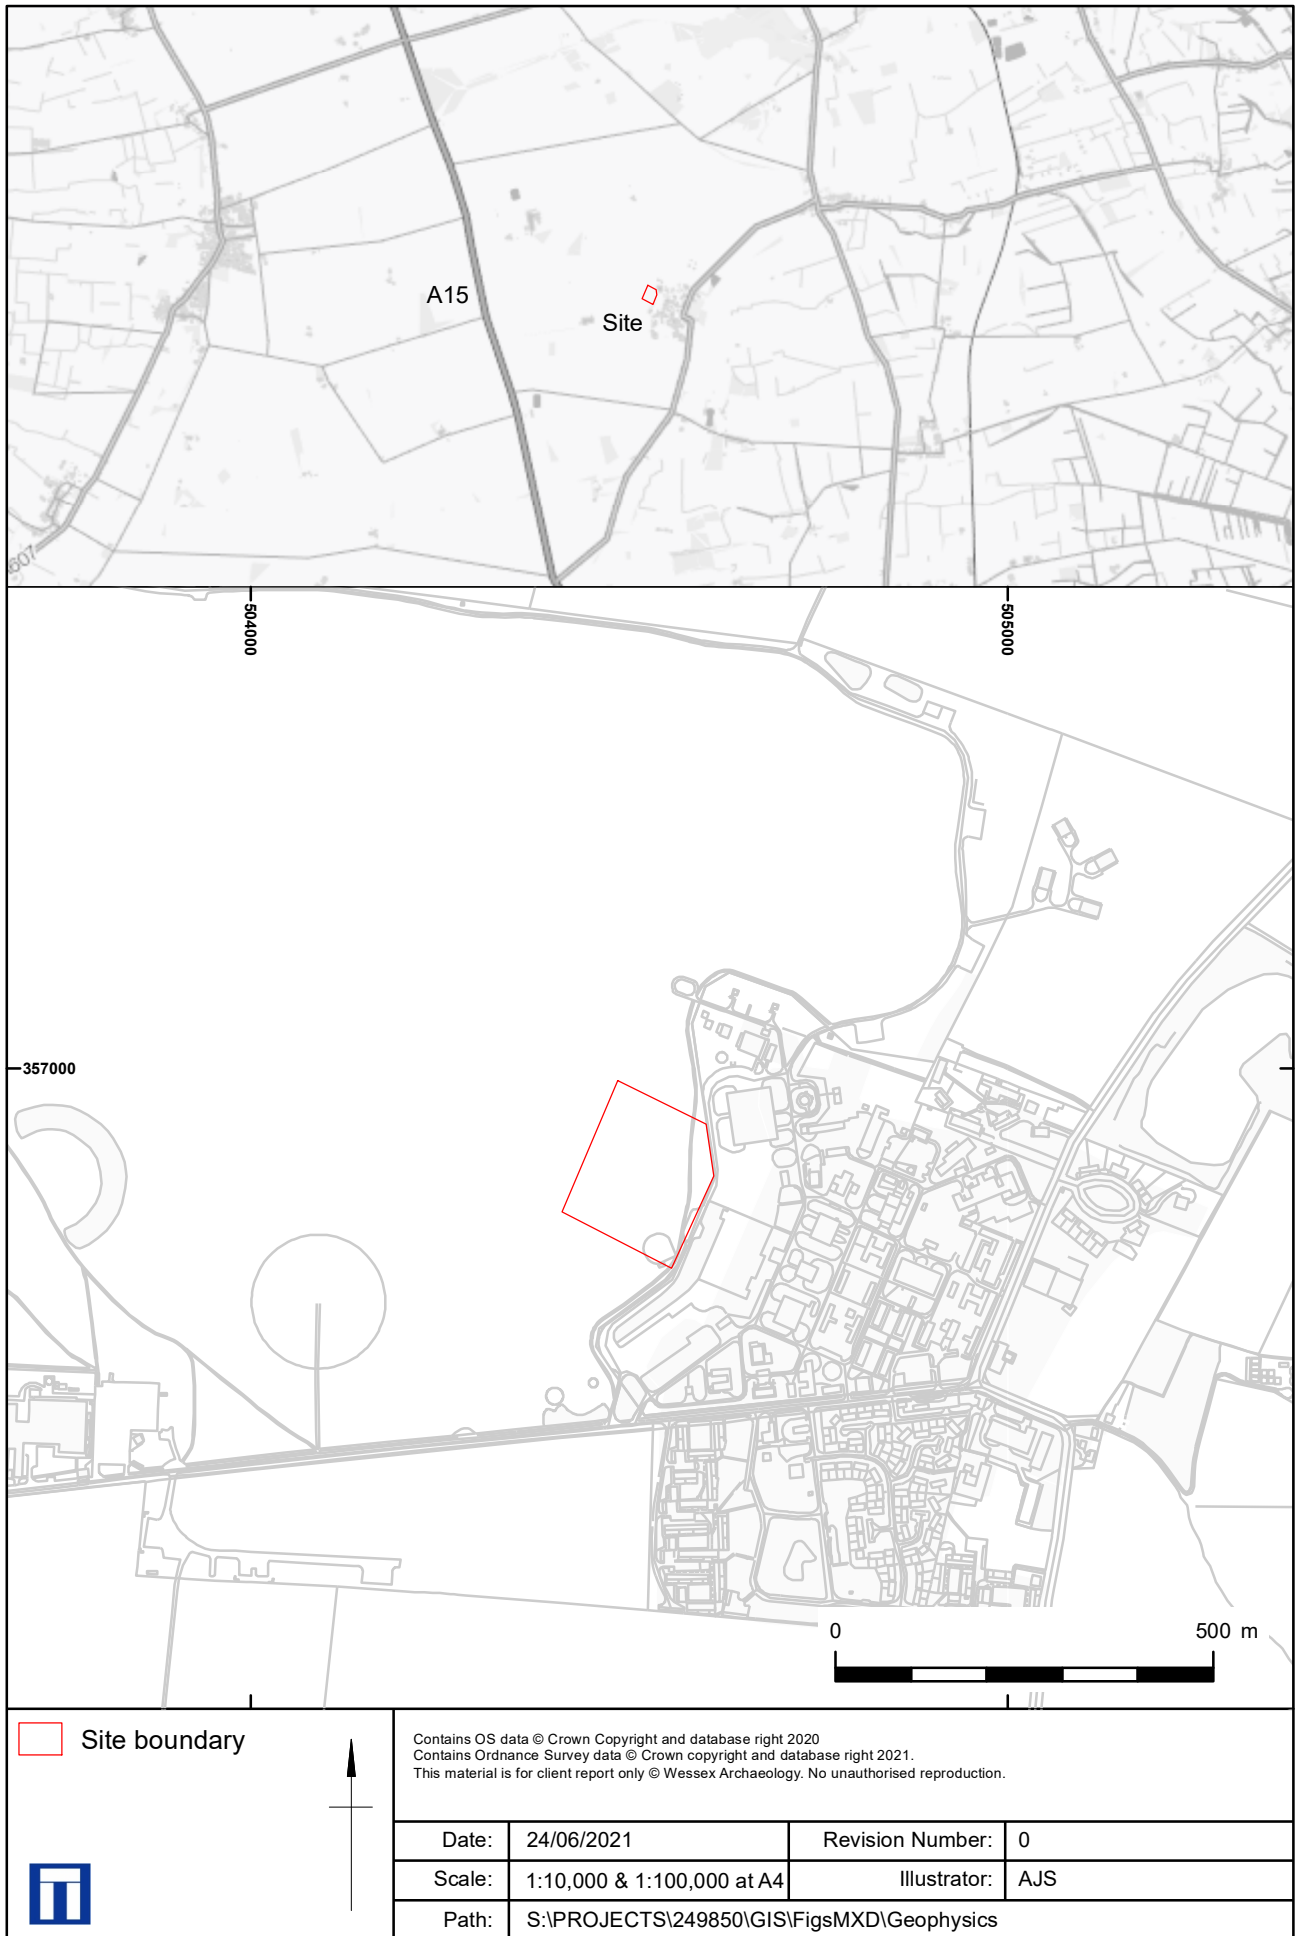 A15
Site
607
504000
505000
357000
0
500 m
Site boundary
Contains OS data © Crown Copyright and database right 2020
Contains Ordnance Survey data © Crown copyright and database right 2021.
This material is for client report only © Wessex Archaeology. No unauthorised reproduction.
Date: 24/06/2021 Revision Number: 0
Scale: 1:10,000 & 1:100,000 at A4 Illustrator: AJS
Path: S:\PROJECTS\249850\GIS\FigsMXD\Geophysics